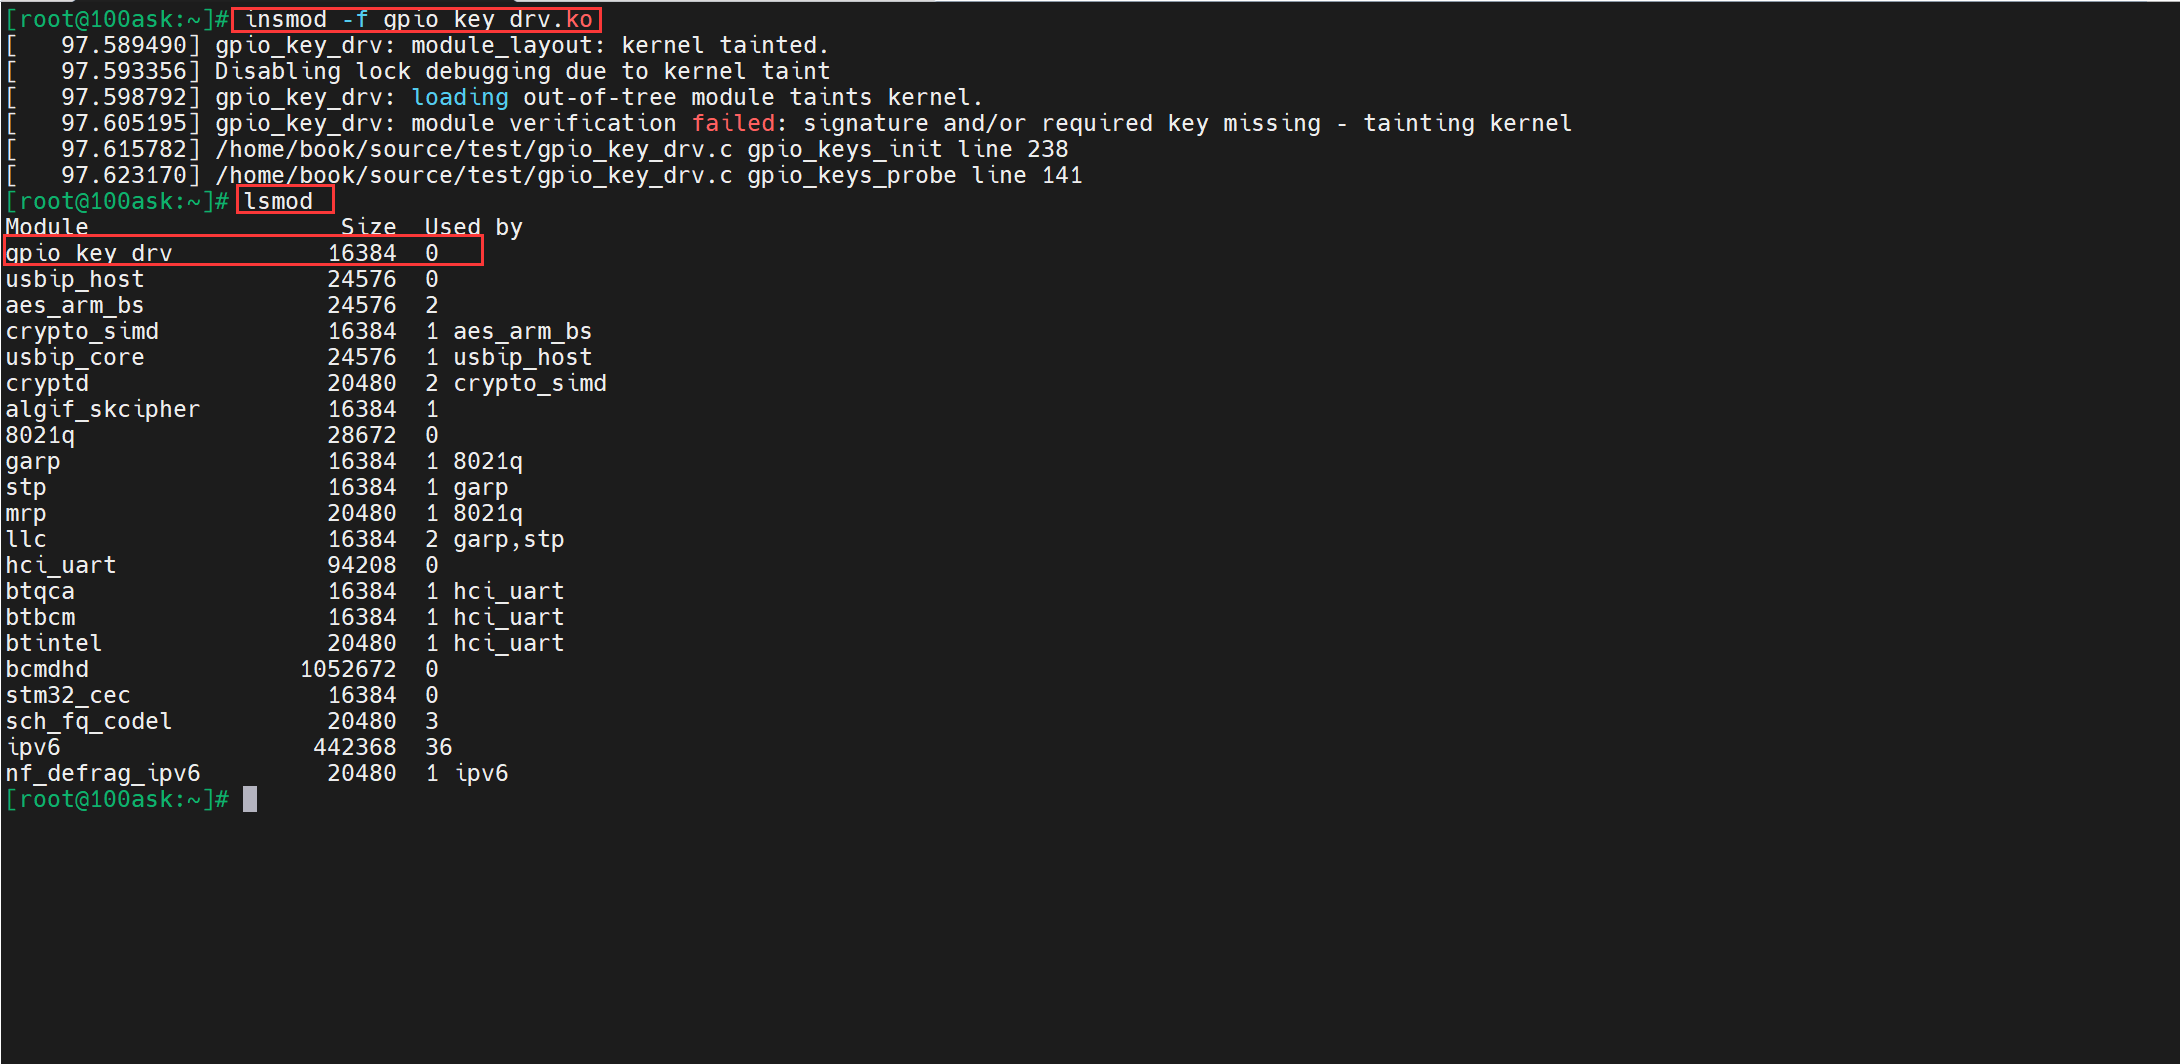 [root@100ask:~]# insmod -f gpio_key_drv.ko
[   97.589490] gpio_key_drv: module_layout: kernel tainted.
[   97.593356] Disabling lock debugging due to kernel taint
[   97.598792] gpio_key_drv: loading out-of-tree module taints kernel.
[   97.605195] gpio_key_drv: module verification failed: signature and/or required key missing - tainting kernel
[   97.615782] /home/book/source/test/gpio_key_drv.c gpio_keys_init line 238
[   97.623170] /home/book/source/test/gpio_key_drv.c gpio_keys_probe line 141
[root@100ask:~]# lsmod
Module                  Size  Used by
gpio_key_drv           16384  0
usbip_host             24576  0
aes_arm_bs             24576  2
crypto_simd            16384  1 aes_arm_bs
usbip_core             24576  1 usbip_host
cryptd                 20480  2 crypto_simd
algif_skcipher         16384  1
8021q                  28672  0
garp                   16384  1 8021q
stp                    16384  1 garp
mrp                    20480  1 8021q
llc                    16384  2 garp,stp
hci_uart               94208  0
btqca                  16384  1 hci_uart
btbcm                  16384  1 hci_uart
btintel                20480  1 hci_uart
bcmdhd               1052672  0
stm32_cec              16384  0
sch_fq_codel           20480  3
ipv6                  442368  36
nf_defrag_ipv6         20480  1 ipv6
[root@100ask:~]#